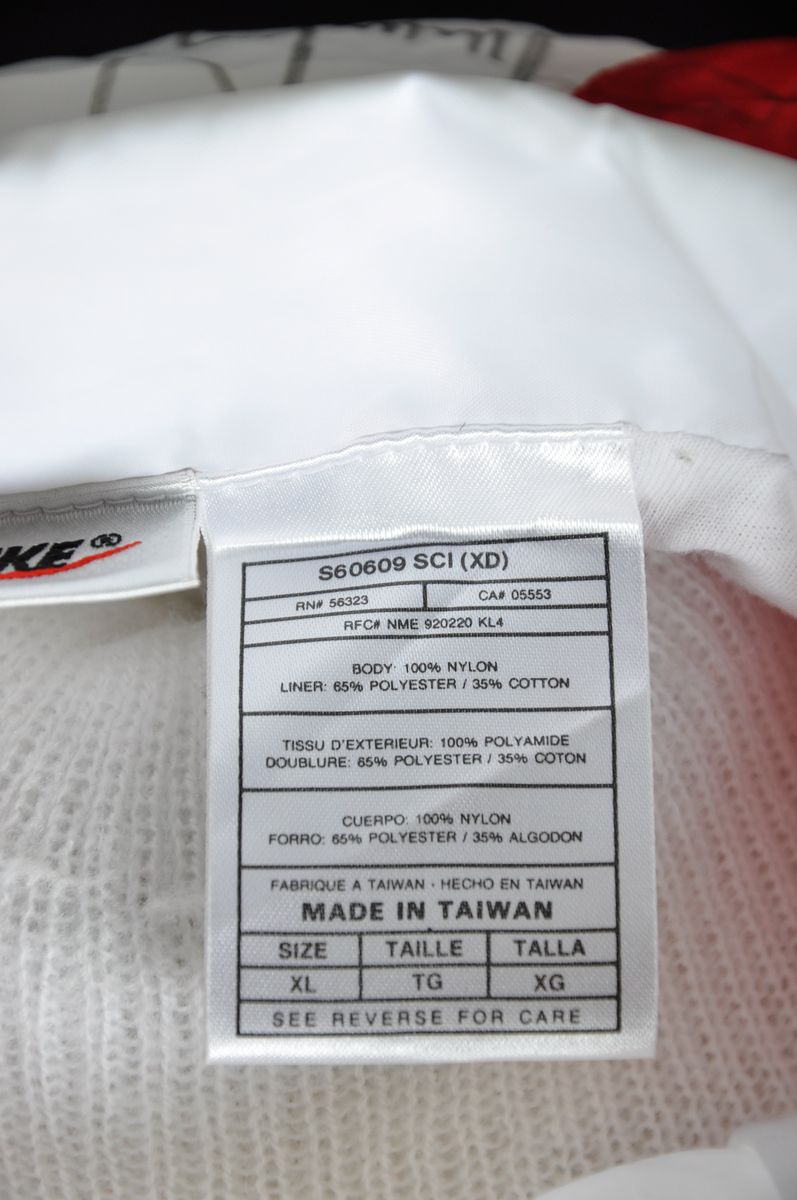 KE®
S60609 SCI (XD)
RN# 56323 CA# 05553
RFC# NME 920220 KL4
BODY: 100% NYLON
LINER: 65% POLYESTER / 35% COTTON
TISSU D'EXTERIEUR: 100% POLYAMIDE
DOUBLURE: 65% POLYESTER / 35% COTON
CUERPO: 100% NYLON
FORRO: 65% POLYESTER / 35% ALGODON
FABRIQUE A TAIWAN · HECHO EN TAIWAN
MADE IN TAIWAN
SIZE TAILLE TALLA
XL TG XG
SEE REVERSE FOR CARE